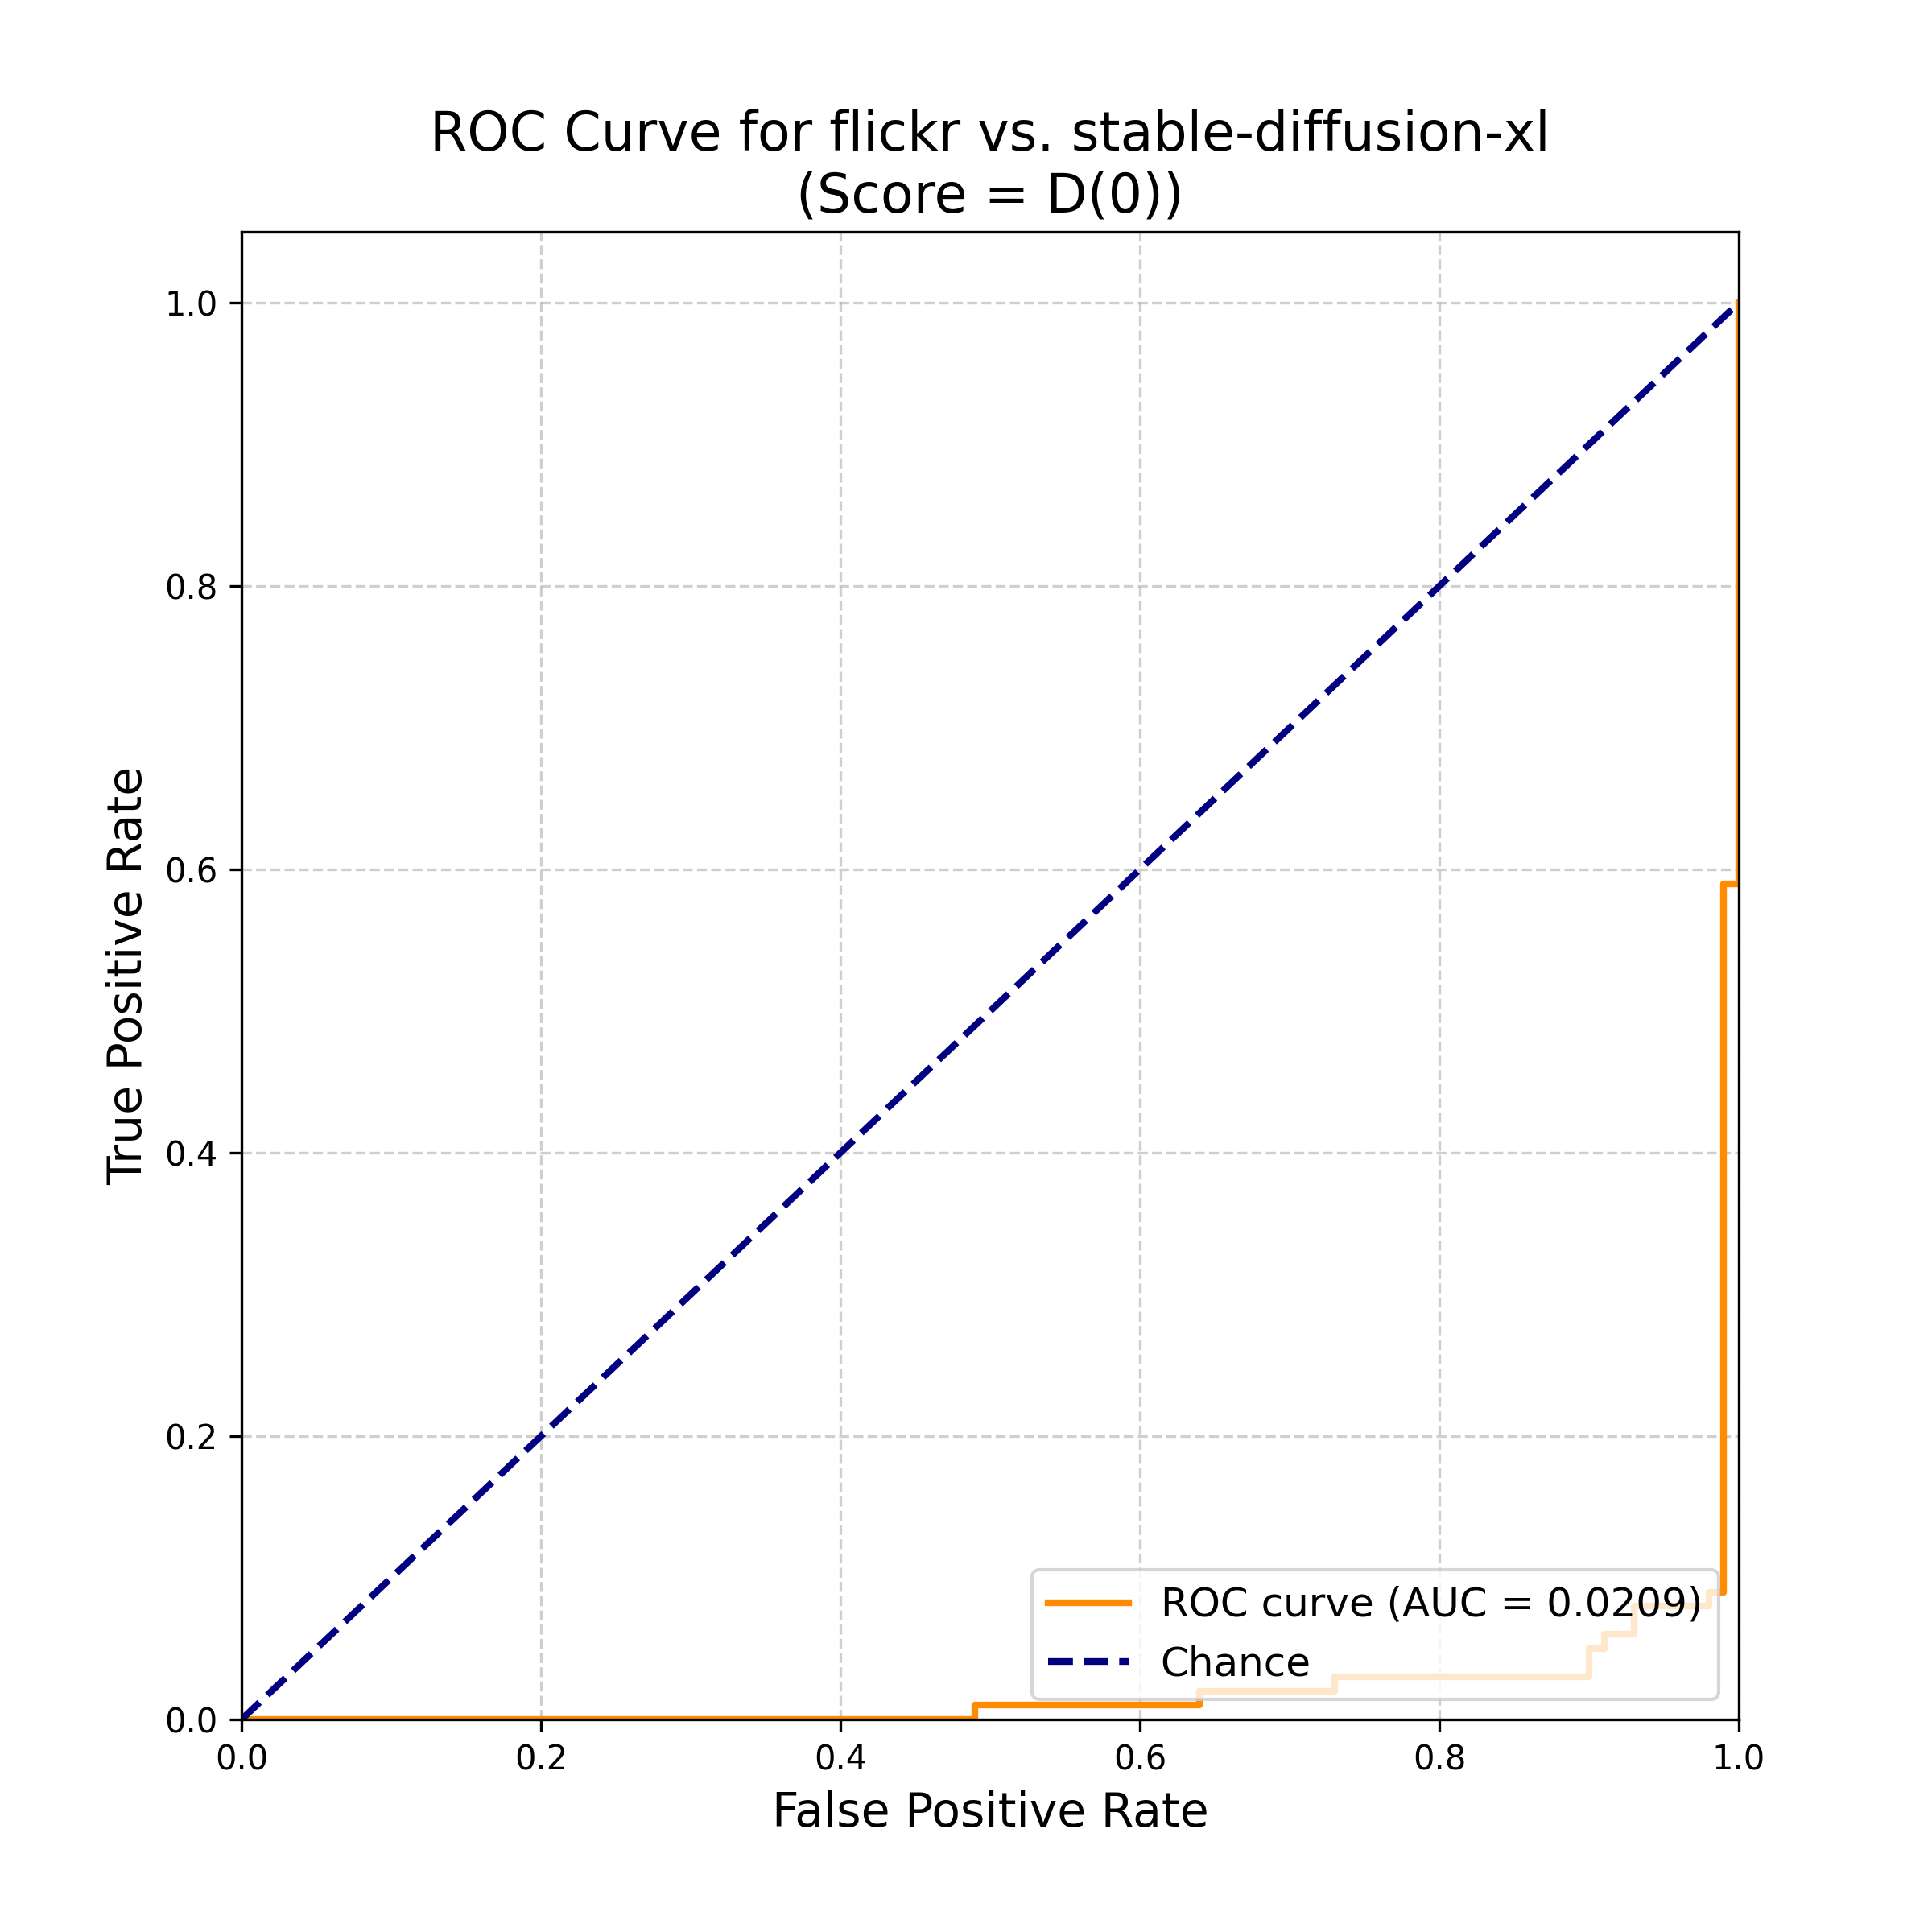 ROC Curve for flickr vs. stable-diffusion-xl
(Score = D(0))
True Positive Rate
1.0
0.8
0.6
0.4
0.2
0.0
ROC curve (AUC = 0.0209)
Chance
0.0 0.2 0.4 0.6 0.8 1.0
False Positive Rate